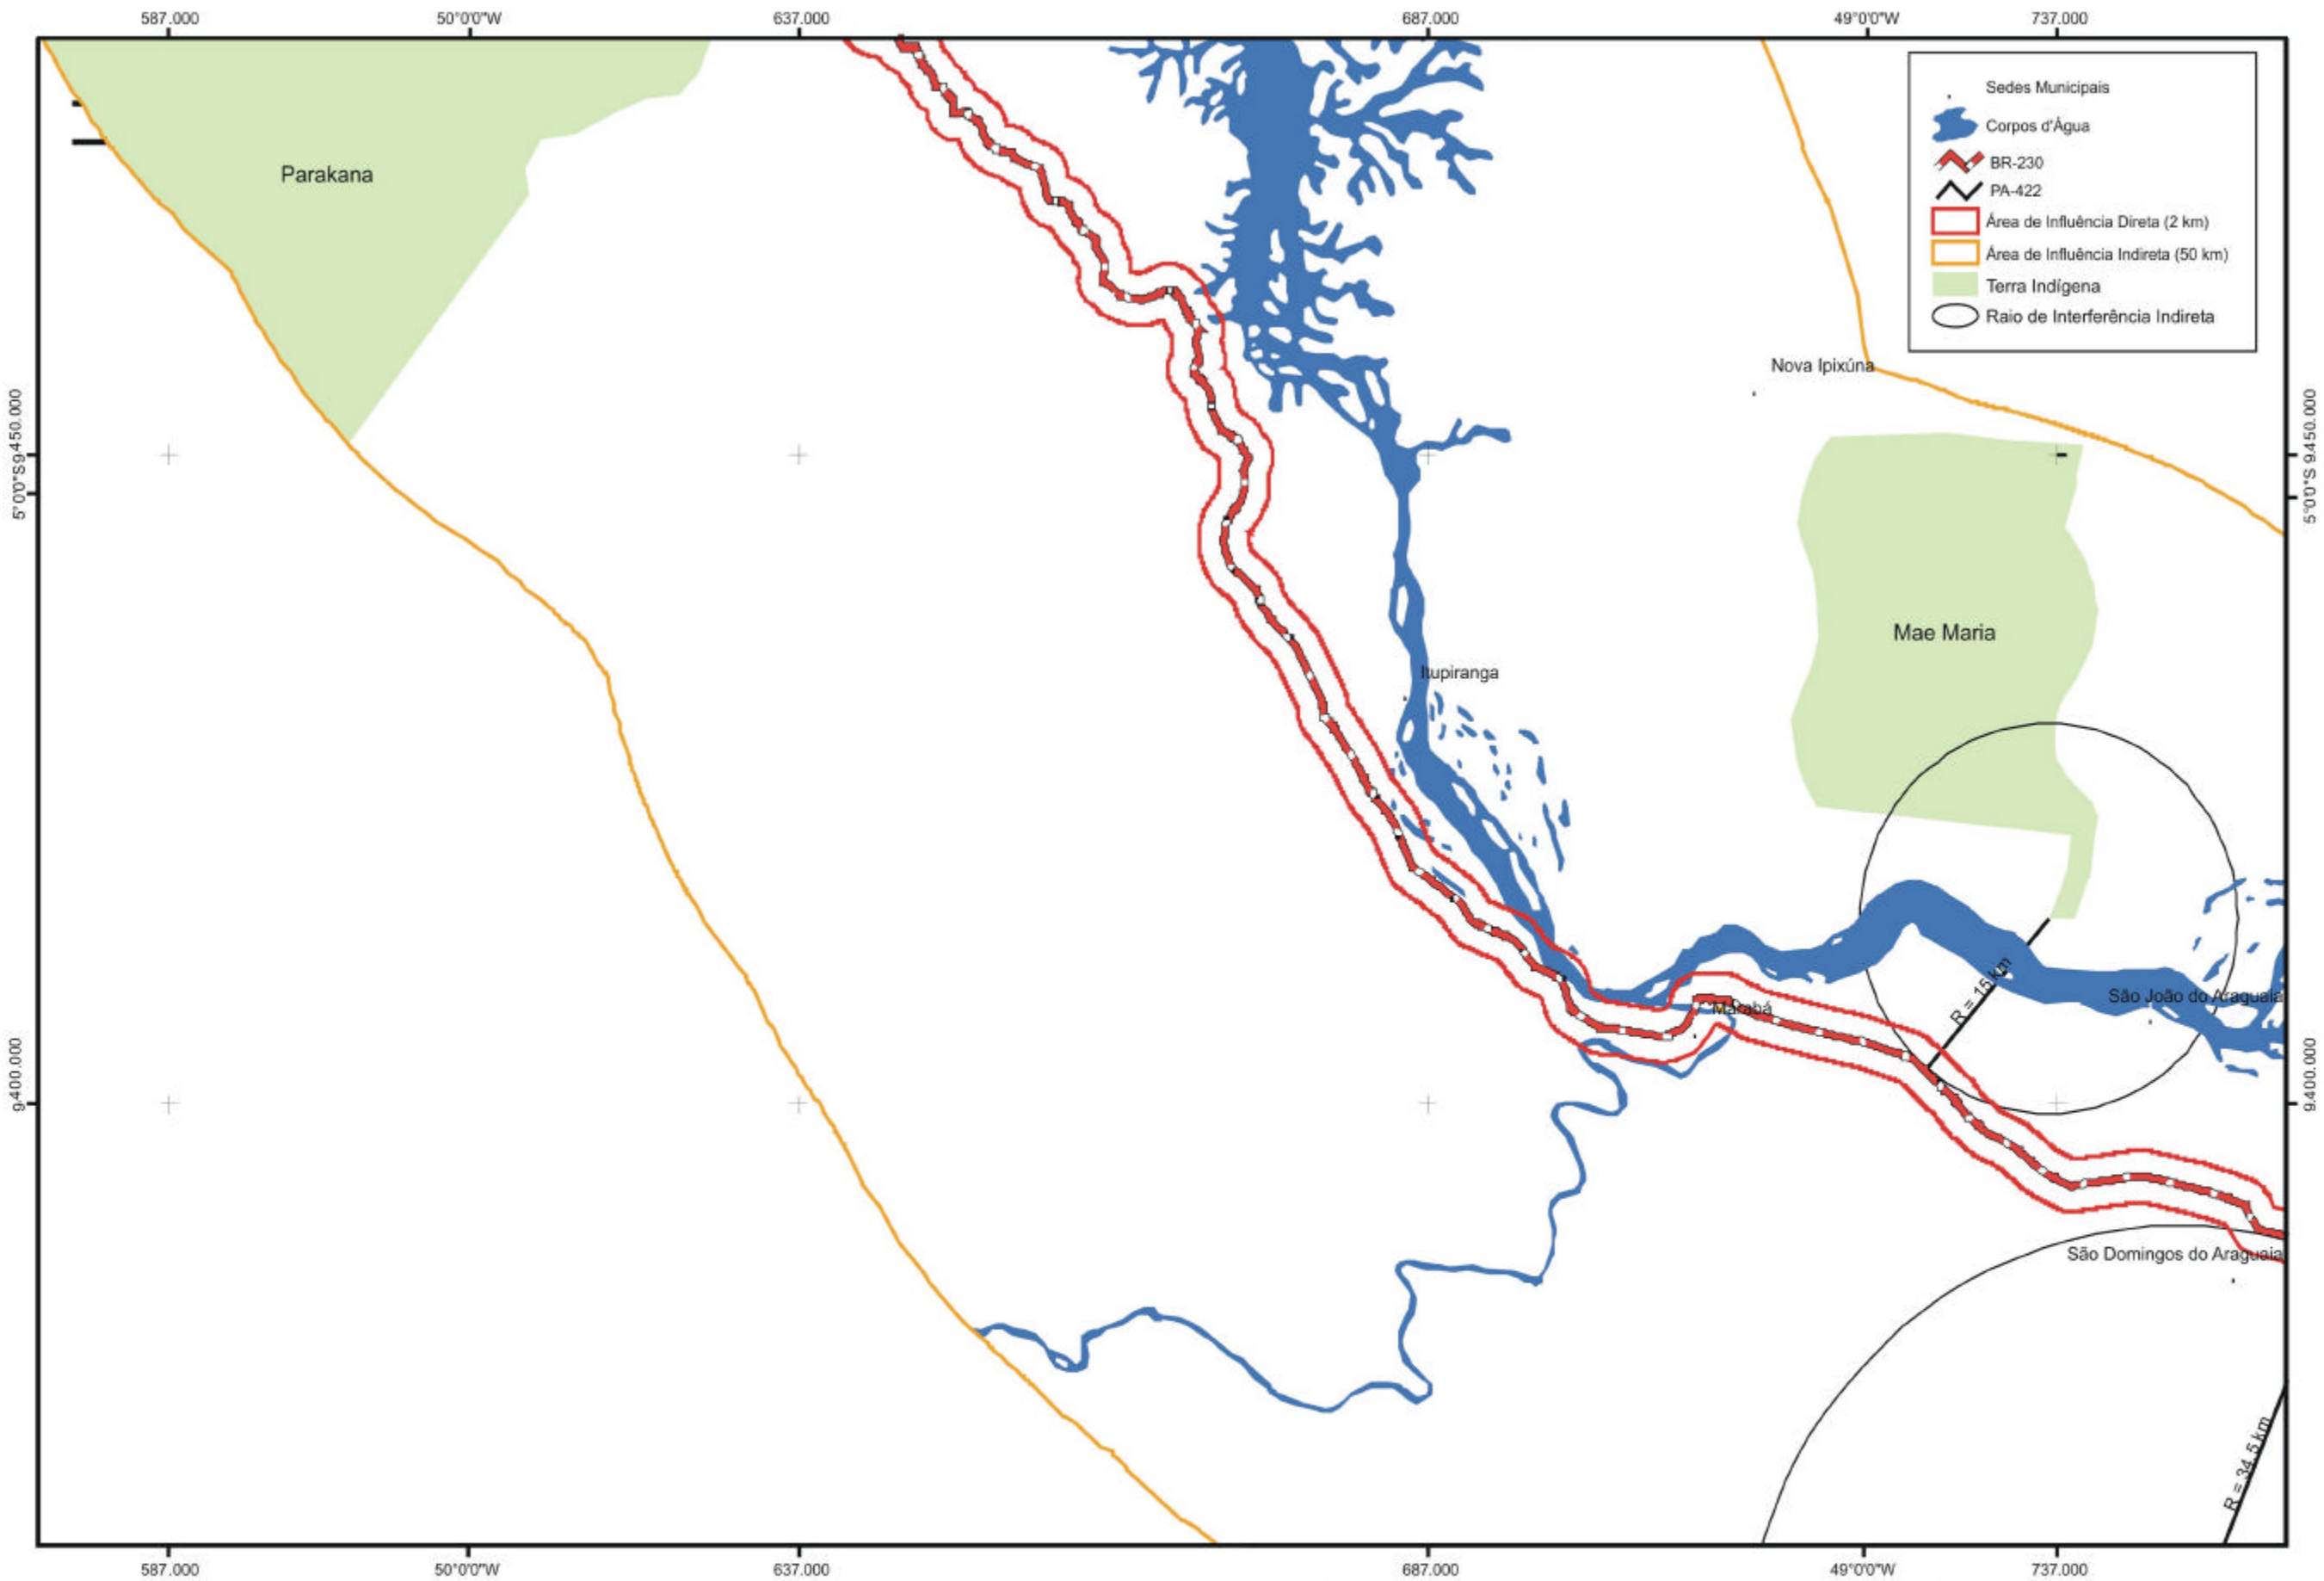 587.000
50°0'0"W
637.000
687.000
49°0'0"W
737.000
Sedes Municipais
Corpos d'Água
BR-230
PA-422
Área de Influência Direta (2 km)
Área de Influência Indireta (50 km)
Terra Indígena
Raio de Interferência Indireta
Parakana
Nova Ipixúna
9.450.000
5°0'0"S
9.450.000
5°0'0"S
Mae Maria
Itupiranga
R = 15 km
São João do Araguaia
Marabá
9.400.000
9.400.000
São Domingos do Araguaia
R = 34,5 km
587.000
50°0'0"W
637.000
687.000
49°0'0"W
737.000